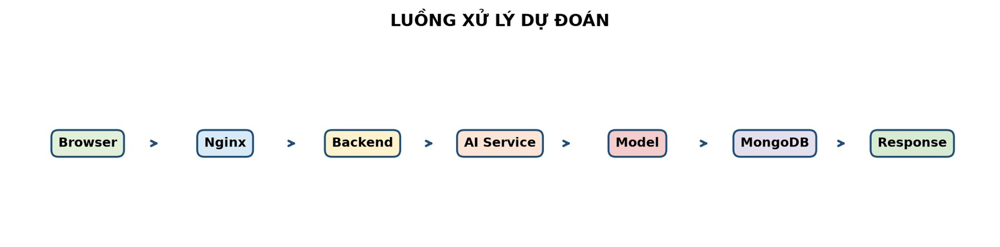 LUỒNG XỬ LÝ DỰ ĐOÁN
Browser
Nginx
Backend
AI Service
Model
MongoDB
Response